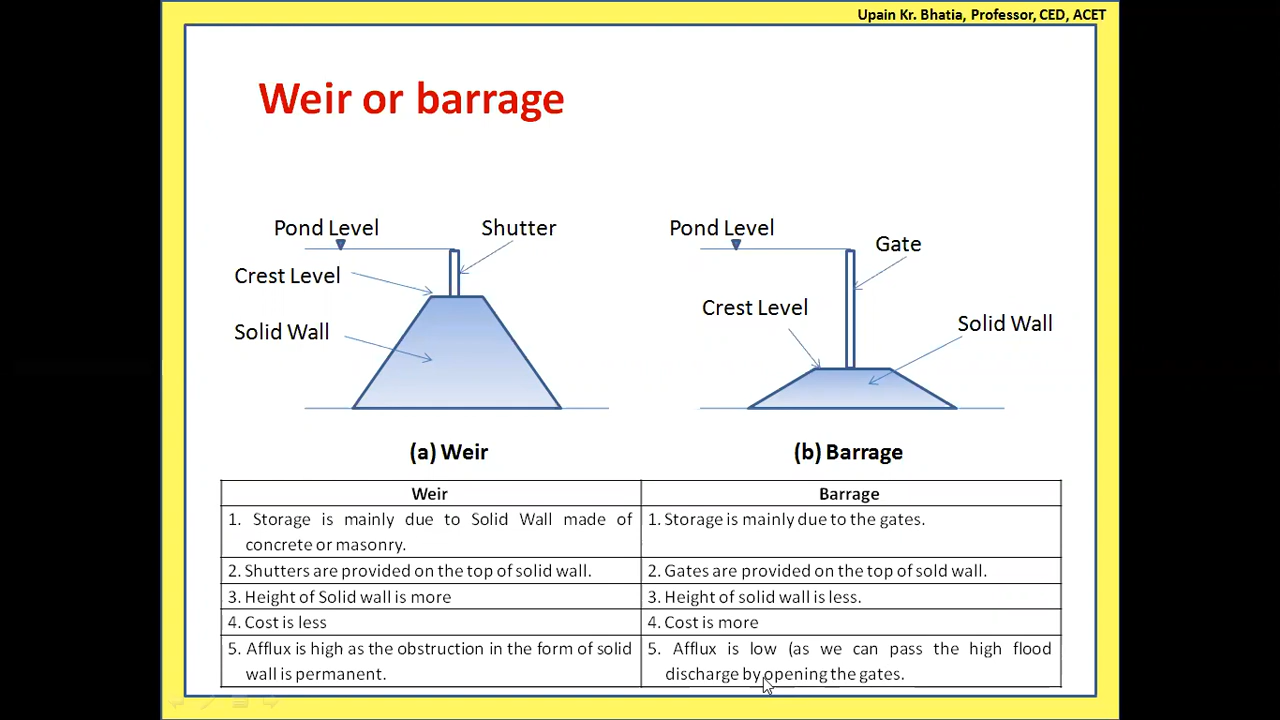 Upain Kr. Bhatia, Professor, CED, ACET
Weir or barrage
Pond Level
Shutter
Crest Level
Solid Wall
(a) Weir
Pond Level
Gate
Crest Level
Solid Wall
(b) Barrage
Weir
Barrage
1. Storage is mainly due to Solid Wall made of
concrete or masonry.
1. Storage is mainly due to the gates.
2. Shutters are provided on the top of solid wall.
2. Gates are provided on the top of sold wall.
3. Height of Solid wall is more
3. Height of solid wall is less.
4. Cost is less
4. Cost is more
5. Afflux is high as the obstruction in the form of solid
wall is permanent.
5. Afflux is low (as we can pass the high flood
discharge by opening the gates.